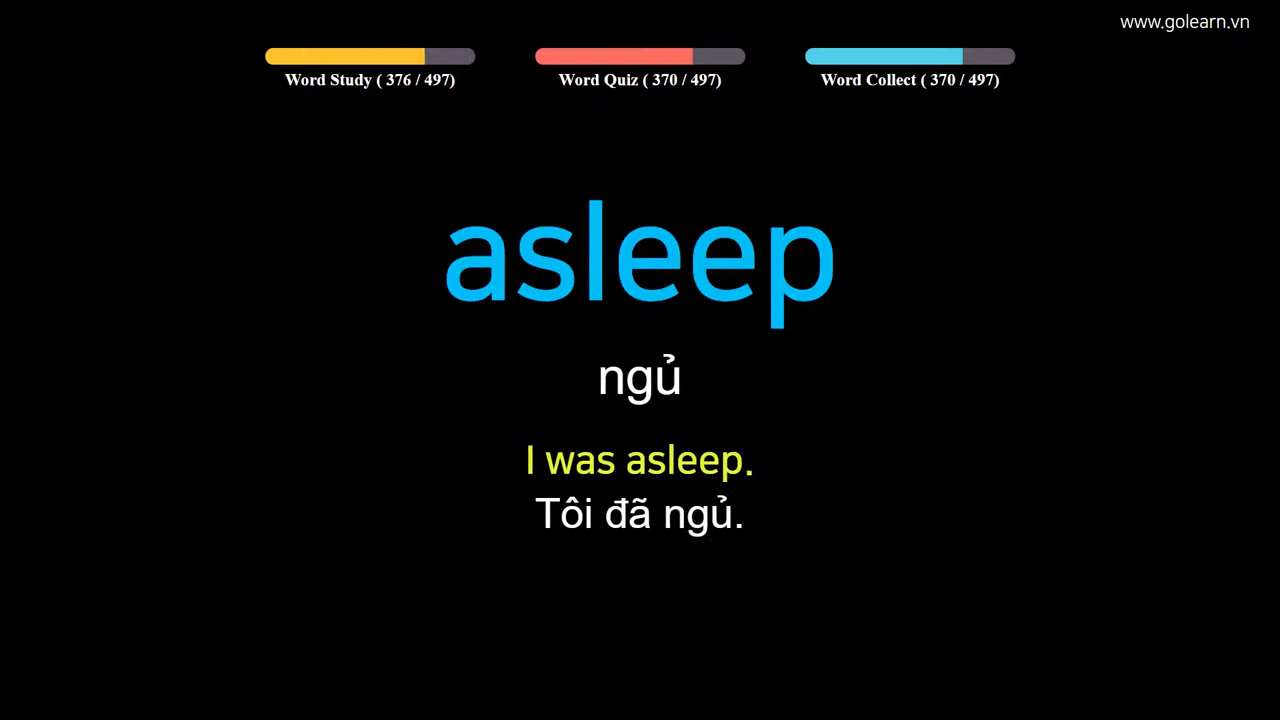 www.golearn.vn
Word Study ( 376 / 497)
Word Quiz ( 370 / 497)
Word Collect ( 370 / 497)
asleep
ngủ
I was asleep.
Tôi đã ngủ.